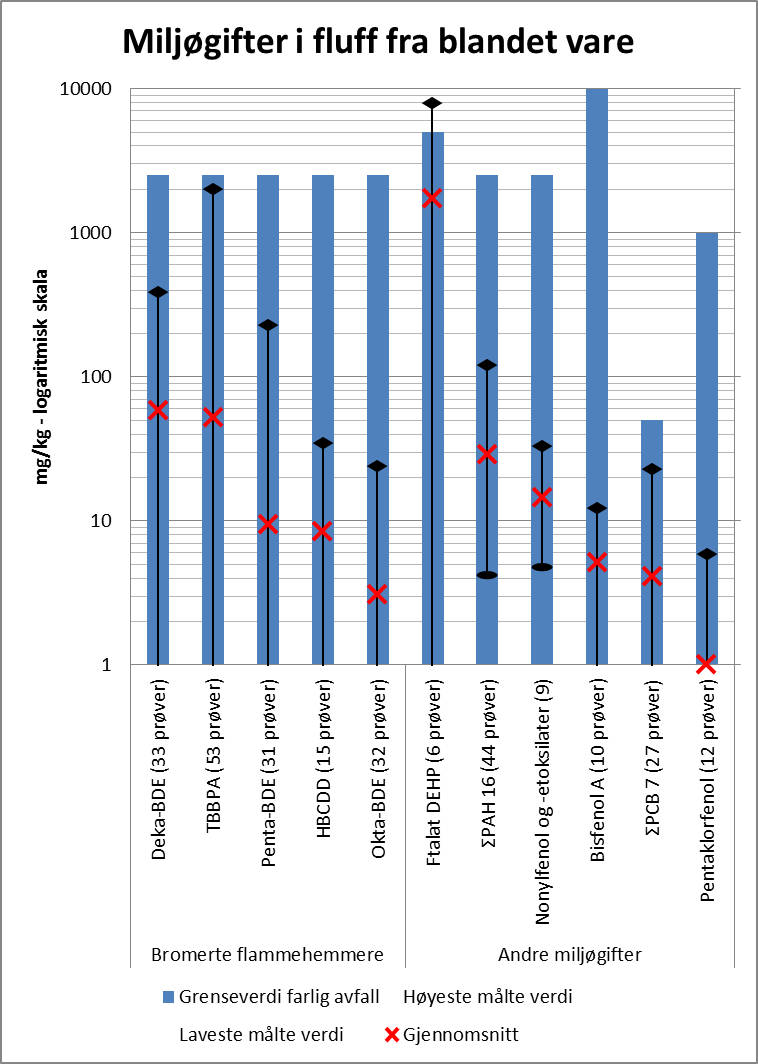 Miljøgifter i fluff fra blandet vare
mg/kg - logaritmisk skala
10000
1000
100
10
1
Deka-BDE (33 prøver)
TBBPA (53 prøver)
Penta-BDE (31 prøver)
HBCDD (15 prøver)
Okta-BDE (32 prøver)
Ftalat DEHP (6 prøver)
ΣPAH 16 (44 prøver)
Nonylfenol og -etoksilater (9)
Bisfenol A (10 prøver)
ΣPCB 7 (27 prøver)
Pentaklorfenol (12 prøver)
Bromerte flammehemmere
Andre miljøgifter
Grenseverdi farlig avfall
Høyeste målte verdi
Laveste målte verdi
Gjennomsnitt